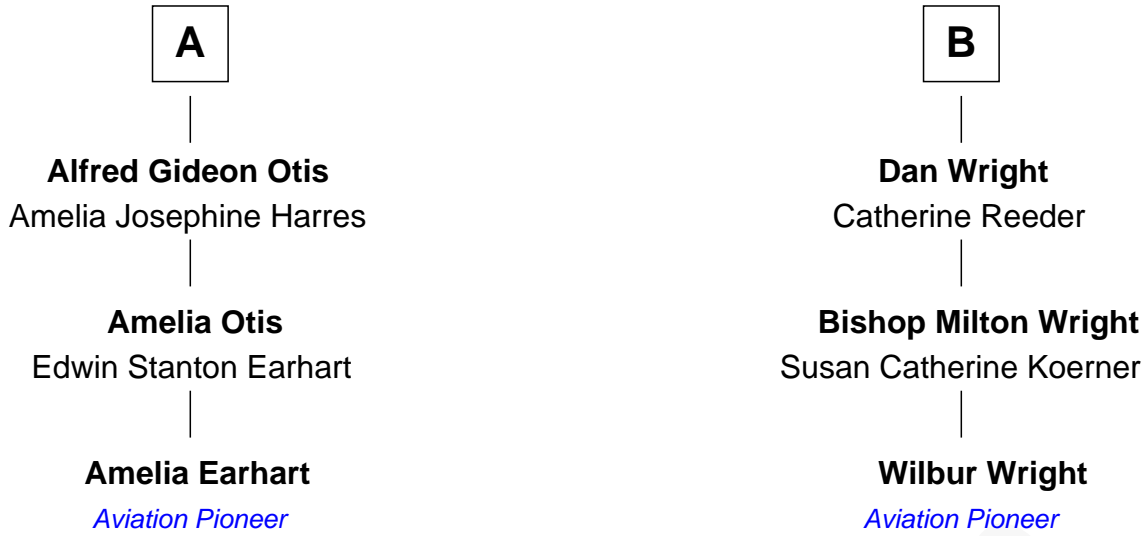 A
Alfred Gideon Otis
Amelia Josephine Harres
Amelia Otis
Edwin Stanton Earhart
Amelia Earhart
Aviation Pioneer
B
Dan Wright
Catherine Reeder
Bishop Milton Wright
Susan Catherine Koerner
Wilbur Wright
Aviation Pioneer